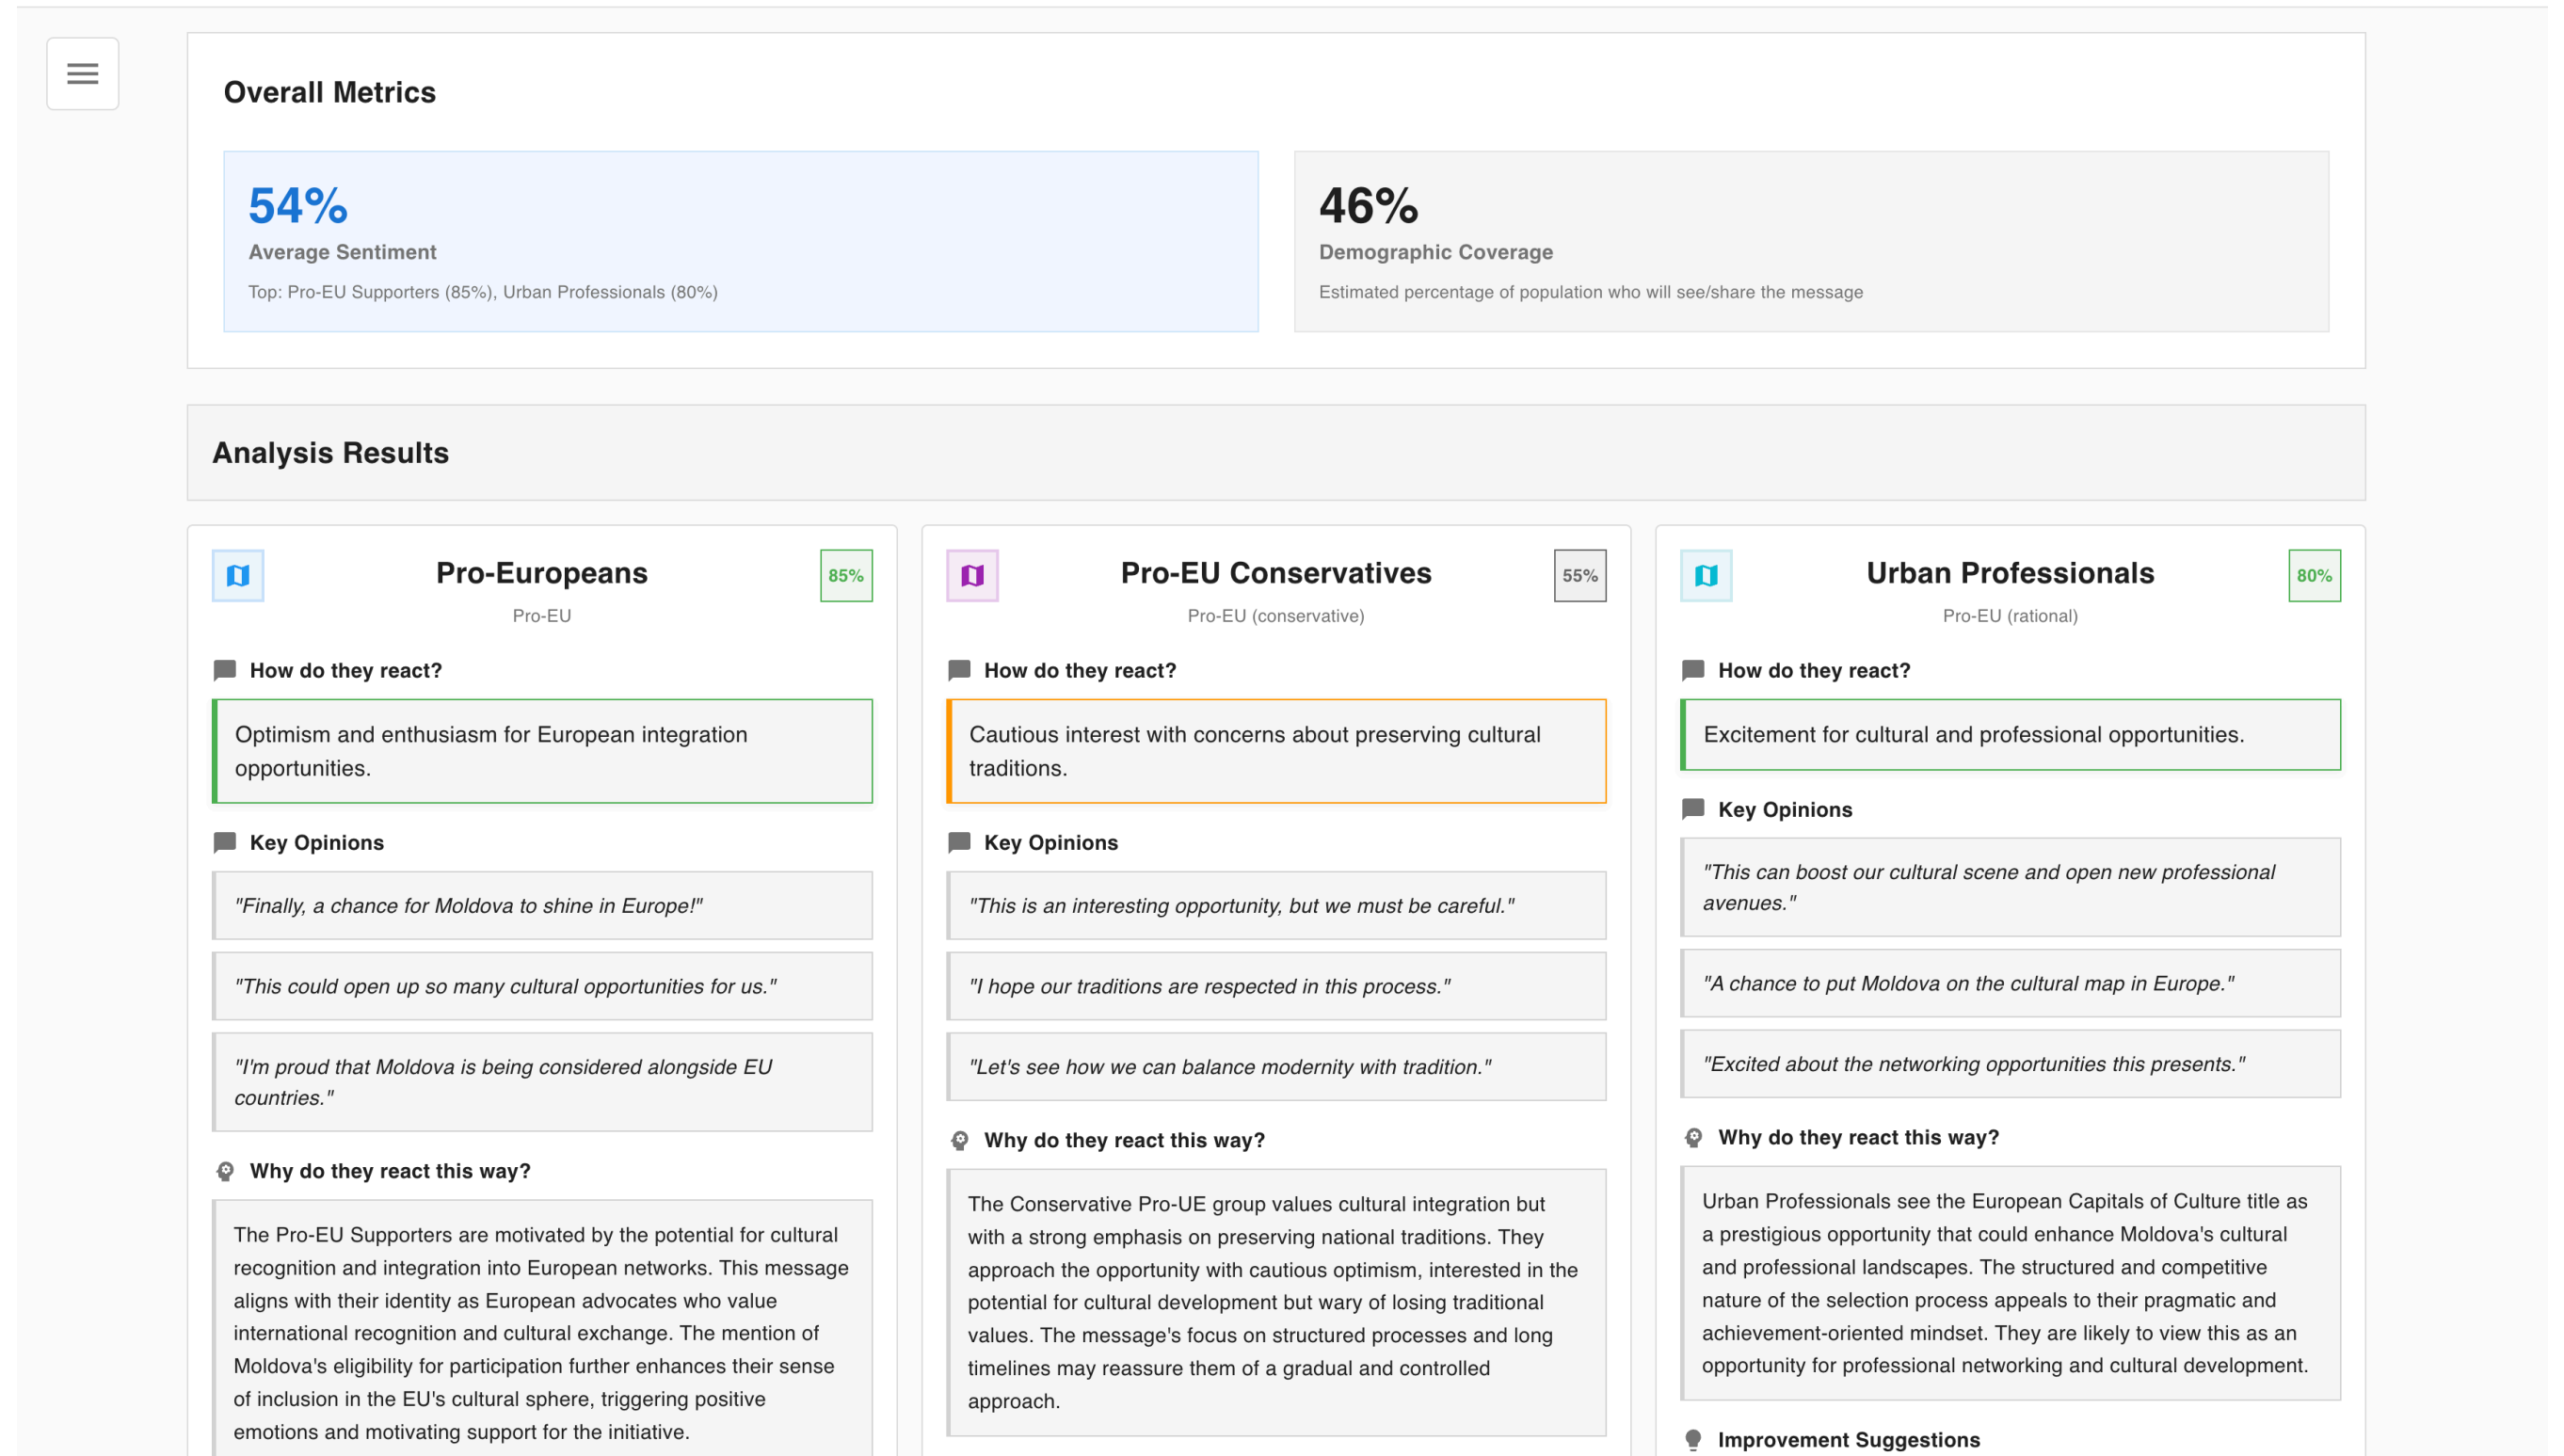 Overall Metrics
54%
Average Sentiment
Top: Pro-EU Supporters (85%), Urban Professionals (80%)
46%
Demographic Coverage
Estimated percentage of population who will see/share the message
Analysis Results
Pro-Europeans
85%
Pro-EU
How do they react?
Optimism and enthusiasm for European integration
opportunities.
Key Opinions
"Finally, a chance for Moldova to shine in Europe!"
"This could open up so many cultural opportunities for us."
"I'm proud that Moldova is being considered alongside EU
countries."
Why do they react this way?
The Pro-EU Supporters are motivated by the potential for cultural
recognition and integration into European networks. This message
aligns with their identity as European advocates who value
international recognition and cultural exchange. The mention of
Moldova's eligibility for participation further enhances their sense
of inclusion in the EU's cultural sphere, triggering positive
emotions and motivating support for the initiative.
Pro-EU Conservatives
55%
Pro-EU (conservative)
How do they react?
Cautious interest with concerns about preserving cultural
traditions.
Key Opinions
"This is an interesting opportunity, but we must be careful."
"I hope our traditions are respected in this process."
"Let's see how we can balance modernity with tradition."
Why do they react this way?
The Conservative Pro-UE group values cultural integration but
with a strong emphasis on preserving national traditions. They
approach the opportunity with cautious optimism, interested in the
potential for cultural development but wary of losing traditional
values. The message's focus on structured processes and long
timelines may reassure them of a gradual and controlled
approach.
Urban Professionals
80%
Pro-EU (rational)
How do they react?
Excitement for cultural and professional opportunities.
Key Opinions
"This can boost our cultural scene and open new professional
avenues."
"A chance to put Moldova on the cultural map in Europe."
"Excited about the networking opportunities this presents."
Why do they react this way?
Urban Professionals see the European Capitals of Culture title as
a prestigious opportunity that could enhance Moldova's cultural
and professional landscapes. The structured and competitive
nature of the selection process appeals to their pragmatic and
achievement-oriented mindset. They are likely to view this as an
opportunity for professional networking and cultural development.
Improvement Suggestions